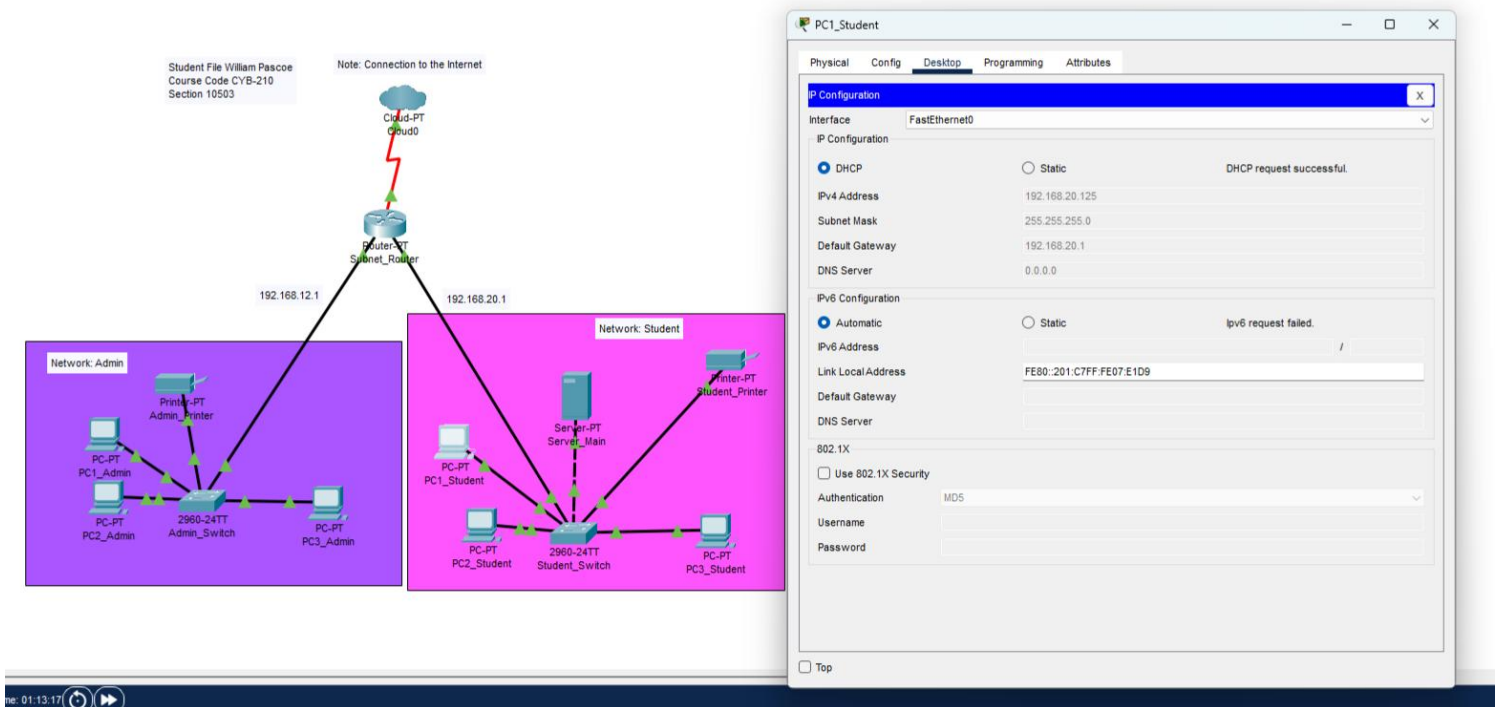 Student File William Pascoe
Course Code CYB-210
Section 10503
Note: Connection to the Internet
Cloud-PT
Cloud0
Router-PT
Subnet_Router
192.168.12.1
192.168.20.1
Network: Admin
Printer-PT
Admin_Printer
PC-PT
PC1_Admin
PC-PT
PC2_Admin
2960-24TT
Admin_Switch
PC-PT
PC3_Admin
Network: Student
Printer-PT
Student_Printer
Server-PT
Server_Main
PC-PT
PC1_Student
PC-PT
PC2_Student
2960-24TT
Student_Switch
PC-PT
PC3_Student
me: 01:13:17
PC1_Student
Physical Config Desktop Programming Attributes
IP Configuration X
Interface FastEthernet0
IP Configuration
DHCP Static DHCP request successful.
IPv4 Address 192.168.20.125
Subnet Mask 255.255.255.0
Default Gateway 192.168.20.1
DNS Server 0.0.0.0
IPv6 Configuration
Automatic Static Ipv6 request failed.
IPv6 Address /
Link Local Address FE80::201:C7FF:FE07:E1D9
Default Gateway
DNS Server
802.1X
Use 802.1X Security
Authentication MD5
Username
Password
Top